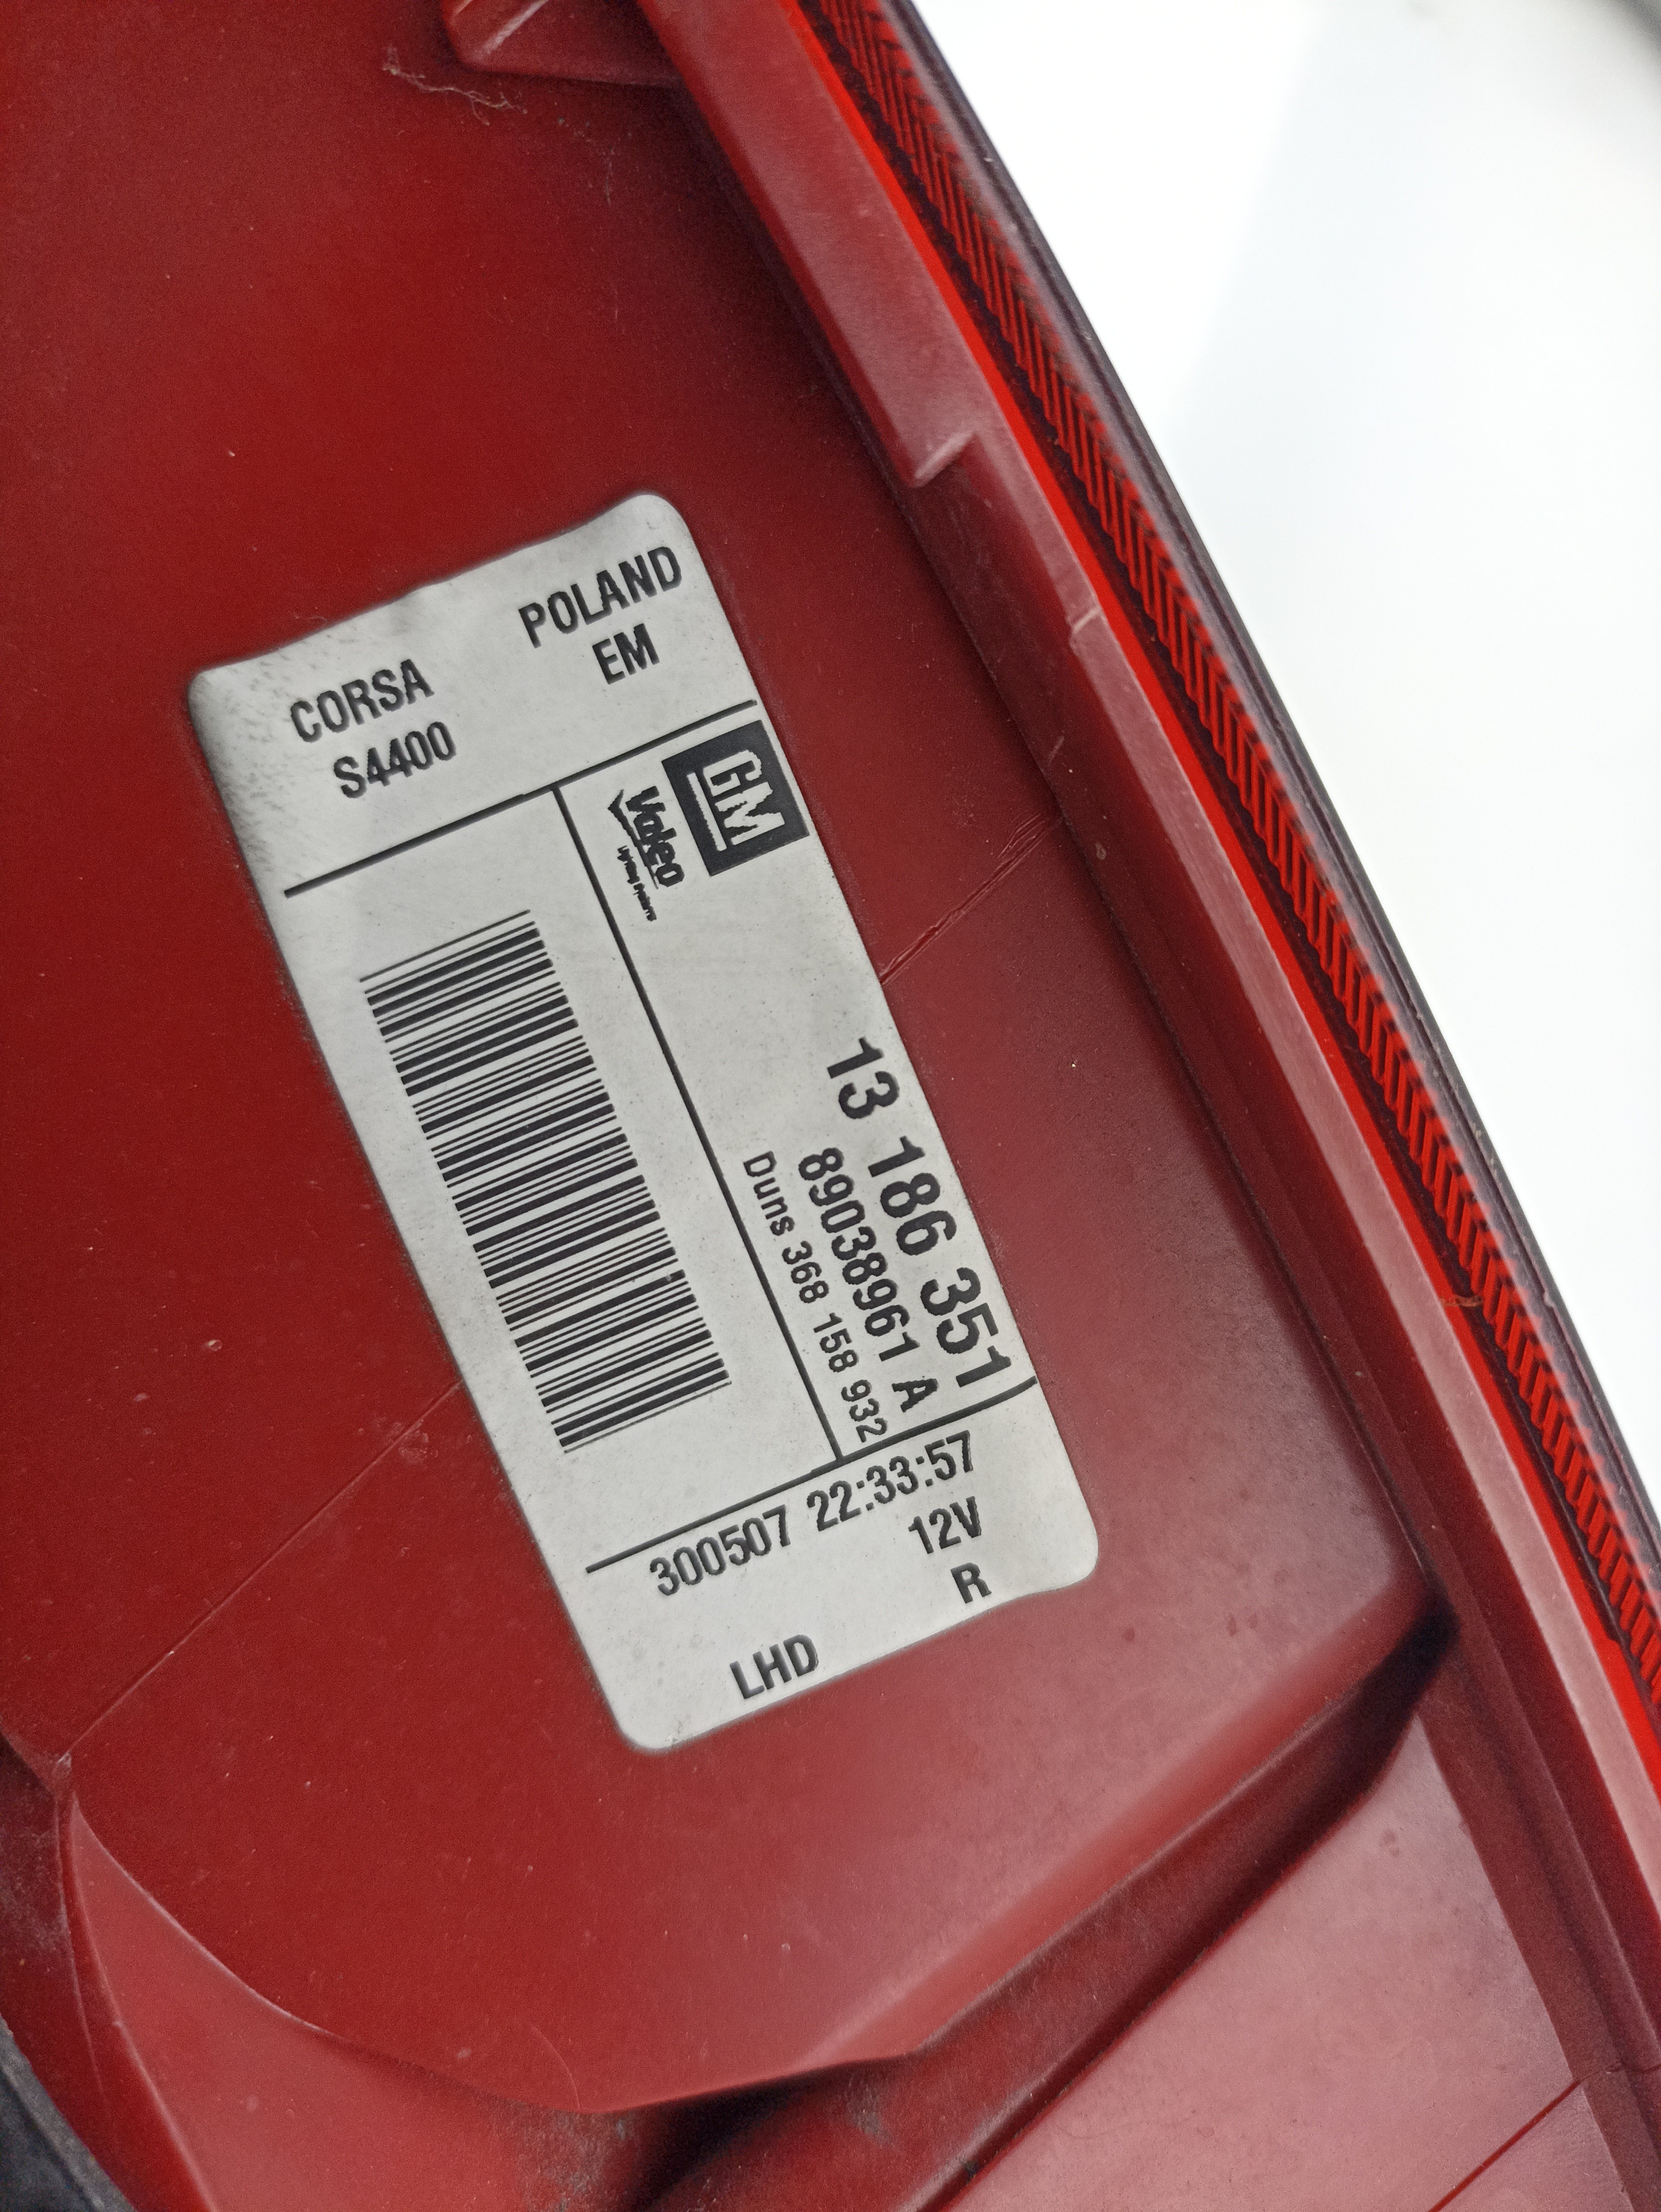 CORSA POLAND
S4400 EM
GM
Valeo
13 186 351
89038961 A
Duns 368 158 932
300507 22:33:57
12V
R
LHD